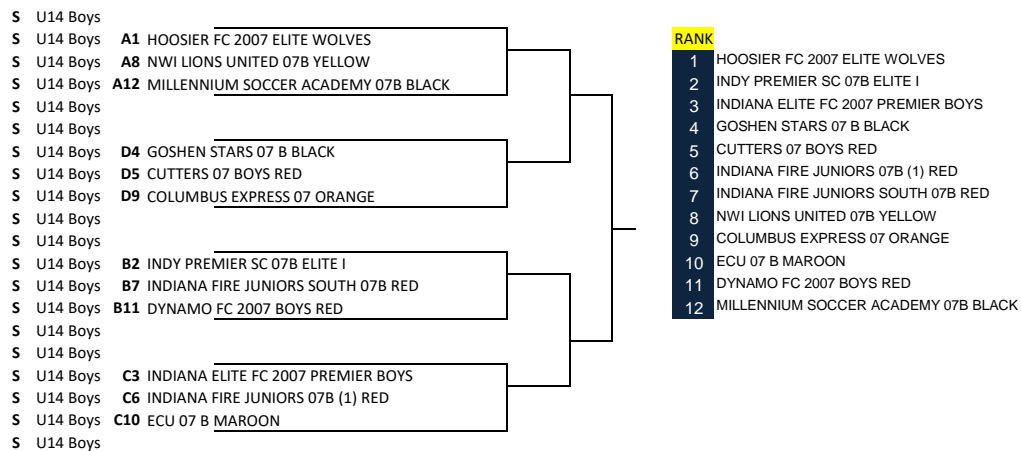 S U14 Boys
S U14 Boys A1 HOOSIER FC 2007 ELITE WOLVES
S U14 Boys A8 NWI LIONS UNITED 07B YELLOW
S U14 Boys A12 MILLENNIUM SOCCER ACADEMY 07B BLACK
S U14 Boys
S U14 Boys
S U14 Boys D4 GOSHEN STARS 07 B BLACK
S U14 Boys D5 CUTTERS 07 BOYS RED
S U14 Boys D9 COLUMBUS EXPRESS 07 ORANGE
S U14 Boys
S U14 Boys
S U14 Boys B2 INDY PREMIER SC 07B ELITE I
S U14 Boys B7 INDIANA FIRE JUNIORS SOUTH 07B RED
S U14 Boys B11 DYNAMO FC 2007 BOYS RED
S U14 Boys
S U14 Boys
S U14 Boys C3 INDIANA ELITE FC 2007 PREMIER BOYS
S U14 Boys C6 INDIANA FIRE JUNIORS 07B (1) RED
S U14 Boys C10 ECU 07 B MAROON
S U14 Boys
RANK
1 HOOSIER FC 2007 ELITE WOLVES
2 INDY PREMIER SC 07B ELITE I
3 INDIANA ELITE FC 2007 PREMIER BOYS
4 GOSHEN STARS 07 B BLACK
5 CUTTERS 07 BOYS RED
6 INDIANA FIRE JUNIORS 07B (1) RED
7 INDIANA FIRE JUNIORS SOUTH 07B RED
8 NWI LIONS UNITED 07B YELLOW
9 COLUMBUS EXPRESS 07 ORANGE
10 ECU 07 B MAROON
11 DYNAMO FC 2007 BOYS RED
12 MILLENNIUM SOCCER ACADEMY 07B BLACK